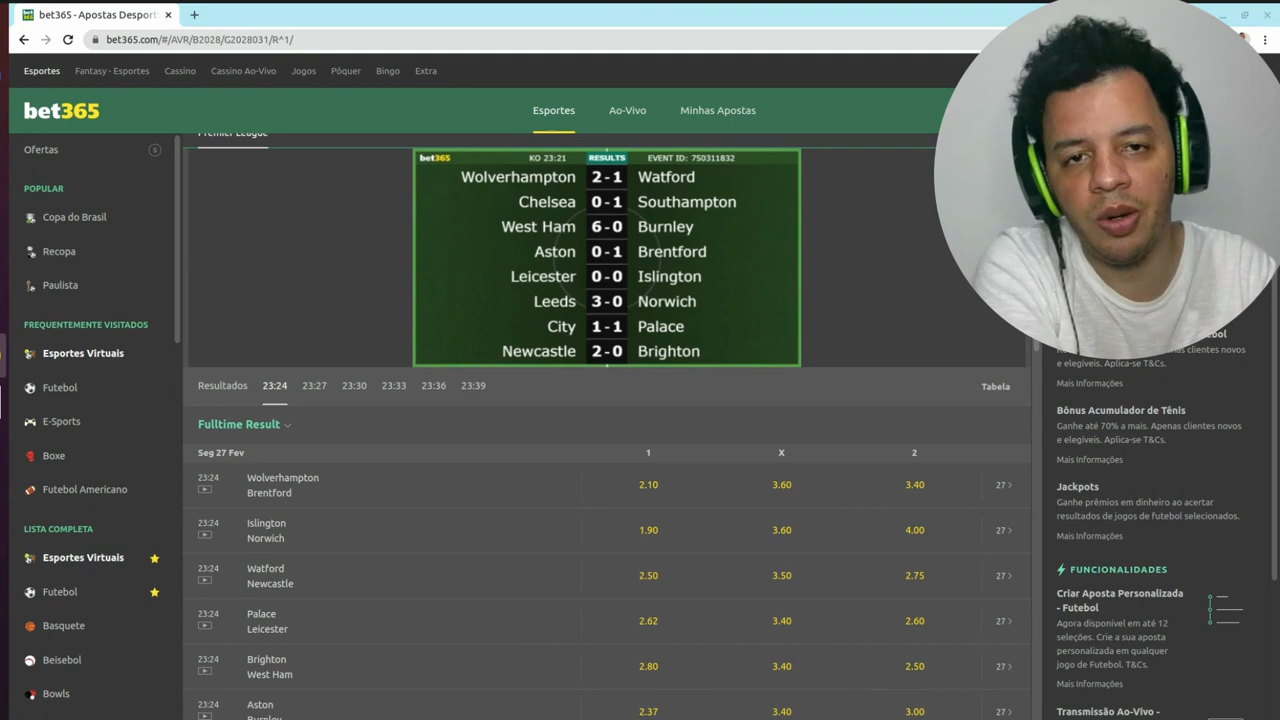 bet365 - Apostas Desport
bet365.com/#/AVR/B2028/G2028031/R^1/
Esportes Fantasy - Esportes Cassino Cassino Ao-Vivo Jogos Pôquer Bingo Extra
bet365
Esportes Ao-Vivo Minhas Apostas
Premier League
Ofertas 5
POPULAR
Copa do Brasil
Recopa
Paulista
FREQUENTEMENTE VISITADOS
Esportes Virtuais
Futebol
E-Sports
Boxe
Futebol Americano
LISTA COMPLETA
Esportes Virtuais
Futebol
Basquete
Beisebol
Bowls
bet365 KO 23:21 RESULTS EVENT ID: 750311832
Wolverhampton 2-1 Watford
Chelsea 0-1 Southampton
West Ham 6-0 Burnley
Aston 0-1 Brentford
Leicester 0-0 Islington
Leeds 3-0 Norwich
City 1-1 Palace
Newcastle 2-0 Brighton
Resultados 23:24 23:27 23:30 23:33 23:36 23:39 Tabela
Fulltime Result
Seg 27 Fev 1 X 2
23:24 Wolverhampton
Brentford
2.10 3.60 3.40 27
23:24 Islington
Norwich
1.90 3.60 4.00 27
23:24 Watford
Newcastle
2.50 3.50 2.75 27
23:24 Palace
Leicester
2.62 3.40 2.60 27
23:24 Brighton
West Ham
2.80 3.40 2.50 27
23:24 Aston
Burnley
2.37 3.40 3.00 27
nas clientes novos
e elegíveis. Aplica-se T&Cs.
Mais Informações
Bônus Acumulador de Tênis
Ganhe até 70% a mais. Apenas clientes novos
e elegíveis. Aplica-se T&Cs.
Mais Informações
Jackpots
Ganhe prêmios em dinheiro ao acertar
resultados de jogos de futebol selecionados.
Mais Informações
FUNCIONALIDADES
Criar Aposta Personalizada
- Futebol
Agora disponível em até 12
seleções. Crie a sua aposta
personalizada em qualquer
jogo de Futebol. T&Cs.
Mais Informações
Transmissão Ao-Vivo -